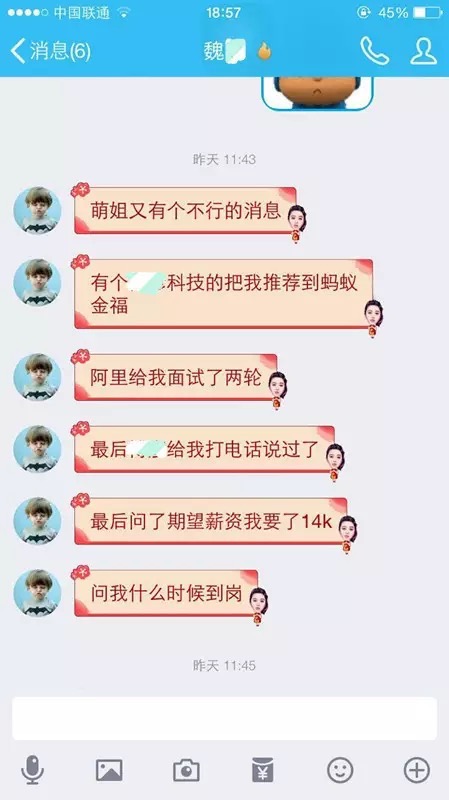 中国联通
18:57
45%
消息(6)
魏
昨天 11:43
萌姐又有个不行的消息
有个
科技的把我推荐到蚂蚁
金福
阿里给我面试了两轮
最后
给我打电话说过了
最后问了期望薪资我要了14k
问我什么时候到岗
昨天 11:45